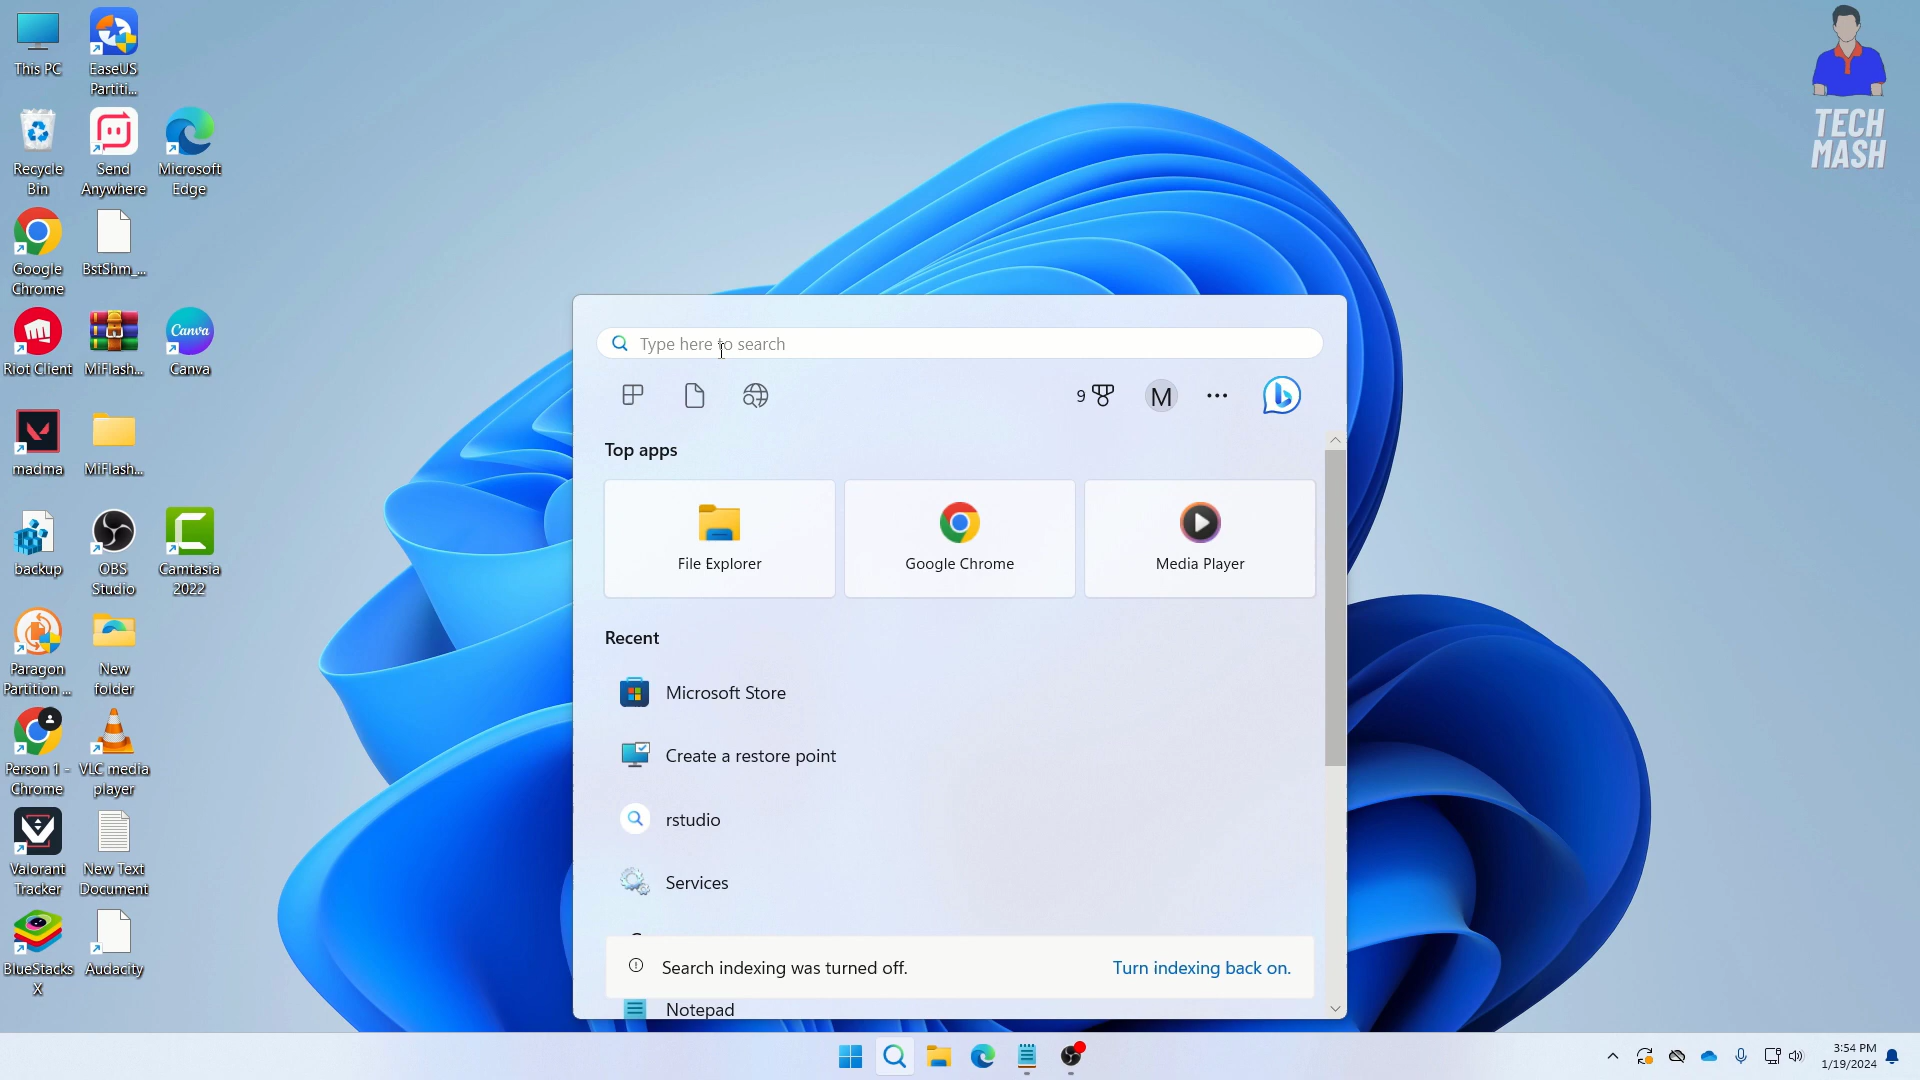 This PC
EaseUS
Partiti...
Recycle
Bin
Send
Anywhere
Microsoft
Edge
Google
Chrome
BstShm_...
Riot Client
MiFlash...
Canva
Canva
madma
MiFlash...
backup
OBS
Studio
Camtasia
2022
Paragon
Partition ...
New
folder
Person 1 -
Chrome
VLC media
player
Valorant
Tracker
New Text
Document
BlueStacks
X
Audacity
TECH
MASH
Type here to search
9
M
Top apps
File Explorer
Google Chrome
Media Player
Recent
Microsoft Store
Create a restore point
rstudio
Services
Search indexing was turned off.
Turn indexing back on.
Notepad
3:54 PM
1/19/2024